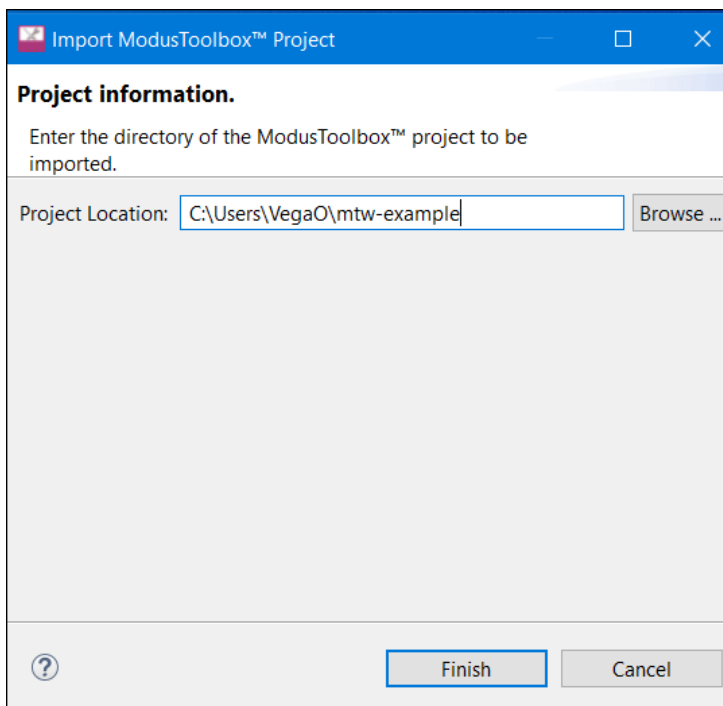 Import ModusToolbox™ Project
Project information.
Enter the directory of the ModusToolbox™ project to be
imported.
Project Location: C:\Users\VegaO\mtw-example Browse ...
? Finish Cancel